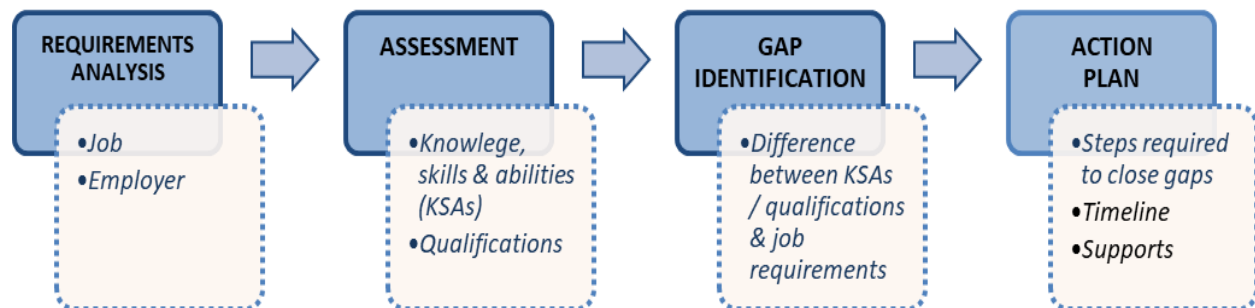 REQUIREMENTS
ANALYSIS
•Job
•Employer
ASSESSMENT
•Knowlege,
skills & abilities
(KSAs)
•Qualifications
GAP
IDENTIFICATION
•Difference
between KSAs
/ qualifications
& job
requirements
ACTION
PLAN
•Steps required
to close gaps
•Timeline
•Supports